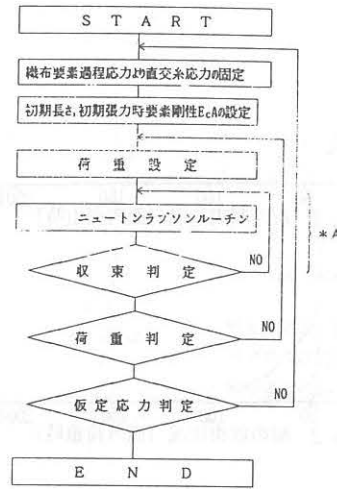 START
織布要素過程応力より直交糸応力の固定
初期長さ,初期張力時要素剛性EcAの設定
荷重設定
ニュートンラプソンルーチン
収束判定
NO
*A
荷重判定
NO
仮定応力判定
NO
END